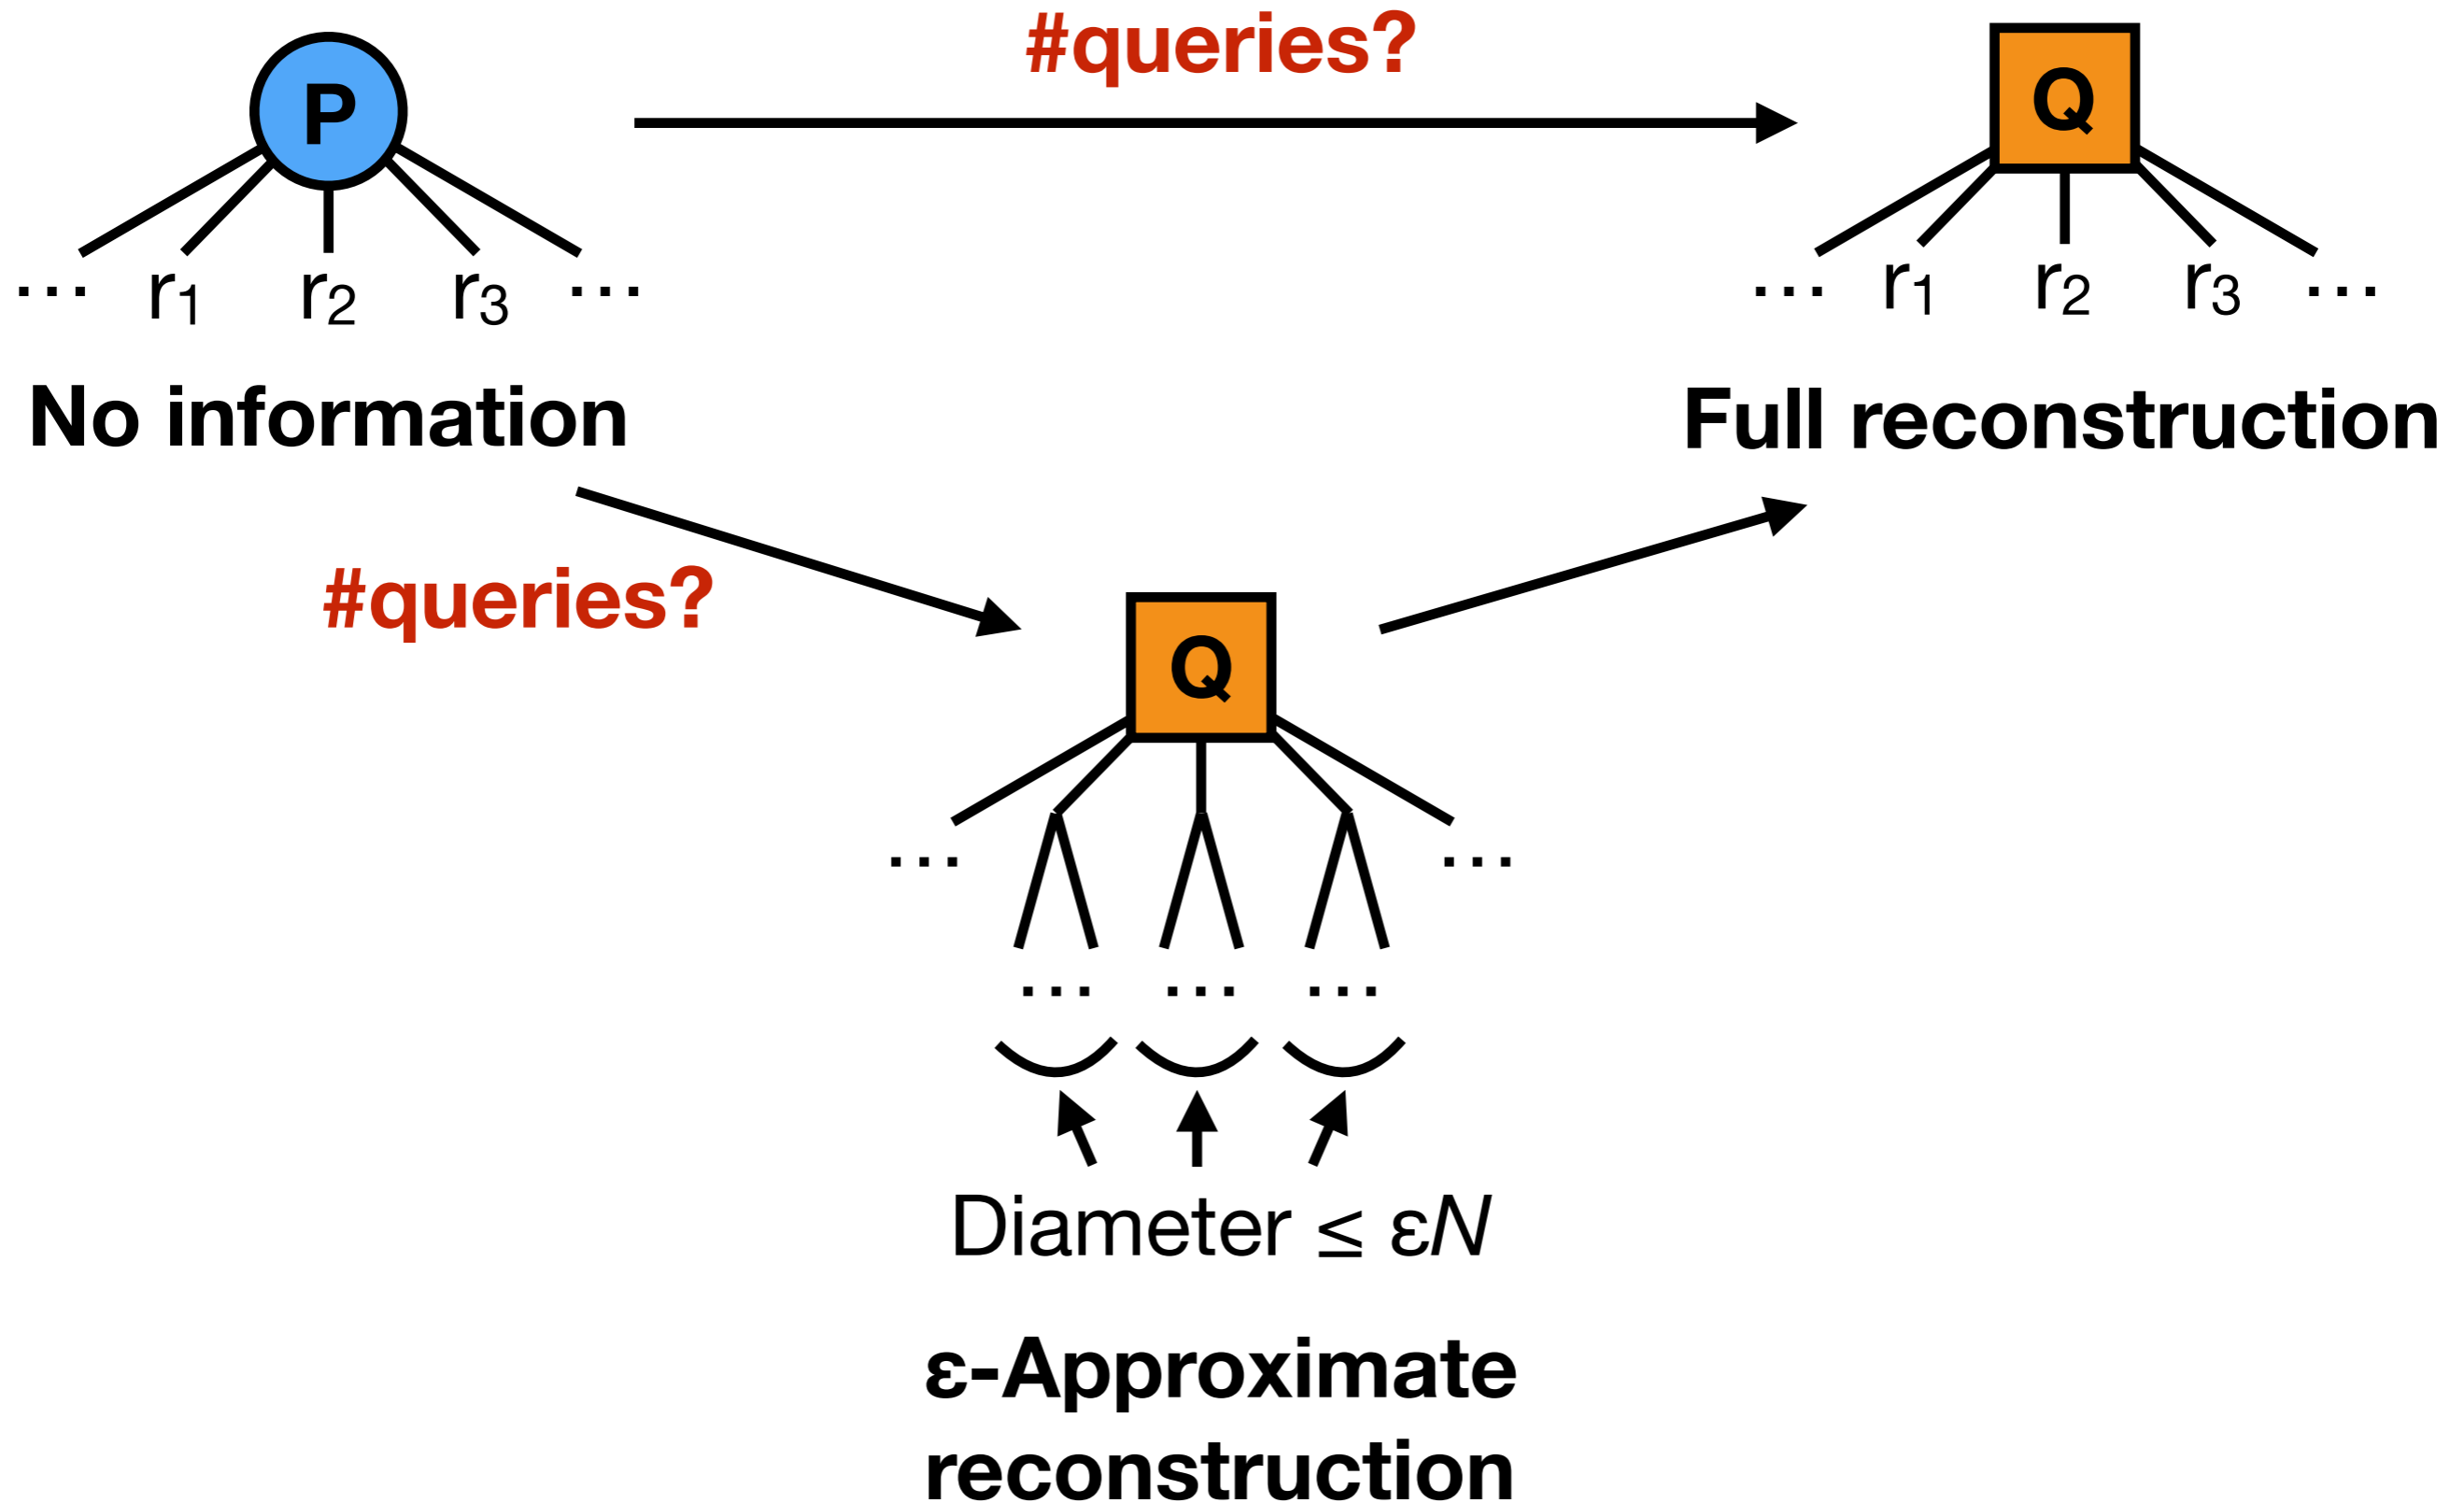 #queries?
P
Q
… r₁ r₂ r₃ …
… r₁ r₂ r₃ …
No information
Full reconstruction
#queries?
Q
… …
… … …
Diameter ≤ εN
ε-Approximate
reconstruction